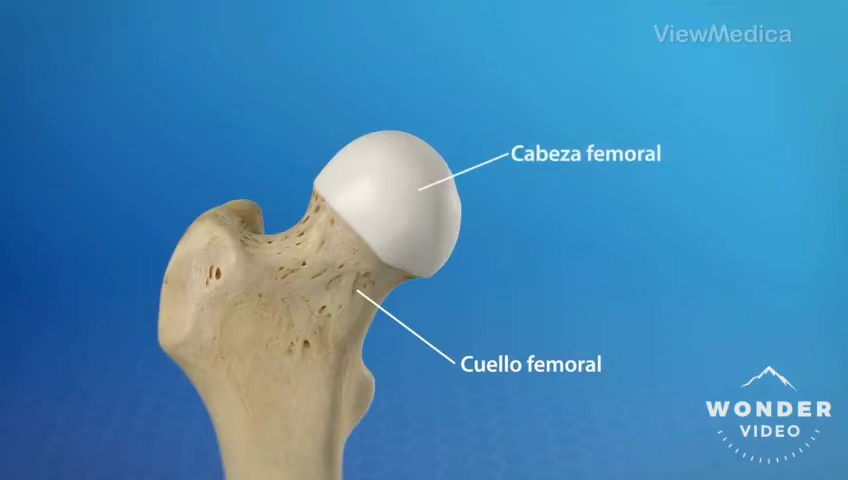 ViewMedica
Cabeza femoral
Cuello femoral
WONDER
VIDEO